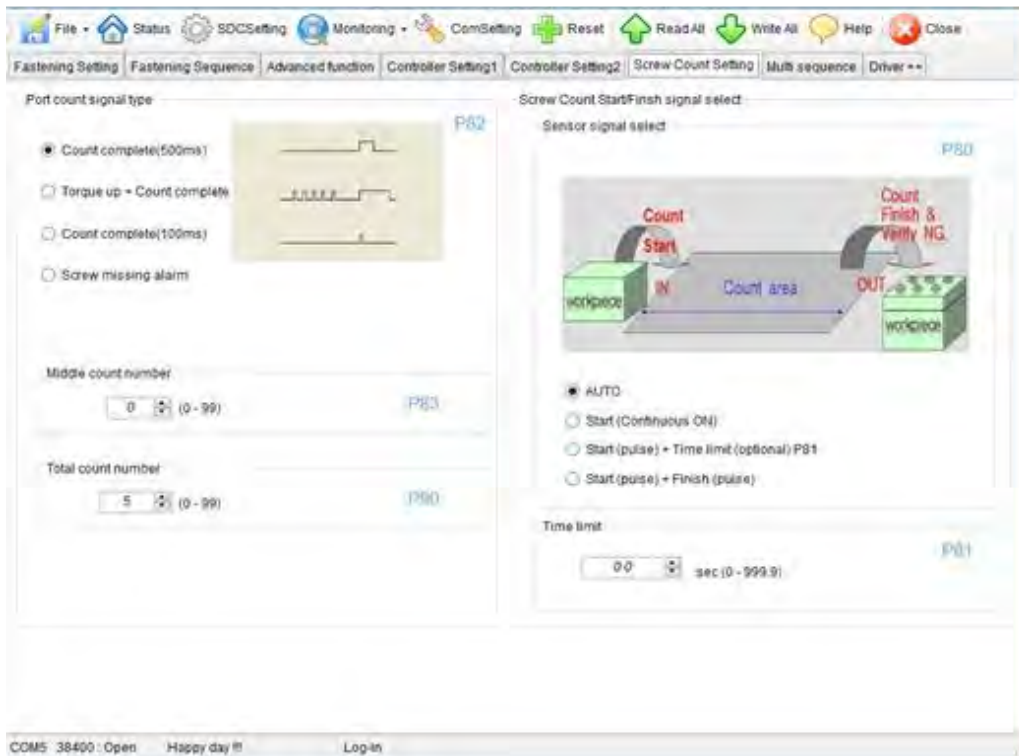 File Status SDCSetting Monitoring ComSetting Reset Read All Write All Help Close
Fastening Setting Fastening Sequence Advanced function Controller Setting1 Controller Setting2 Screw Count Setting Multi sequence Driver ++
Port count signal type
P82
Count complete(500ms)
Torque up + Count complete
Count complete(100ms)
Screw missing alarm
Middle count number
0 (0 - 99)
P83
Total count number
5 (0 - 99)
P90
Screw Count Start/Finsh signal select
Sensor signal select
P80
Count
Start
Count
Finish &
Verify NG.
IN
Count area
OUT
workpiece
workpiece
AUTO
Start (Continuous ON)
Start (pulse) + Time limit (optional) P81
Start (pulse) + Finish (pulse)
Time limit
P81
0.0 sec (0 - 999.9)
COM5 38400 : Open Happy day !!! Log-In